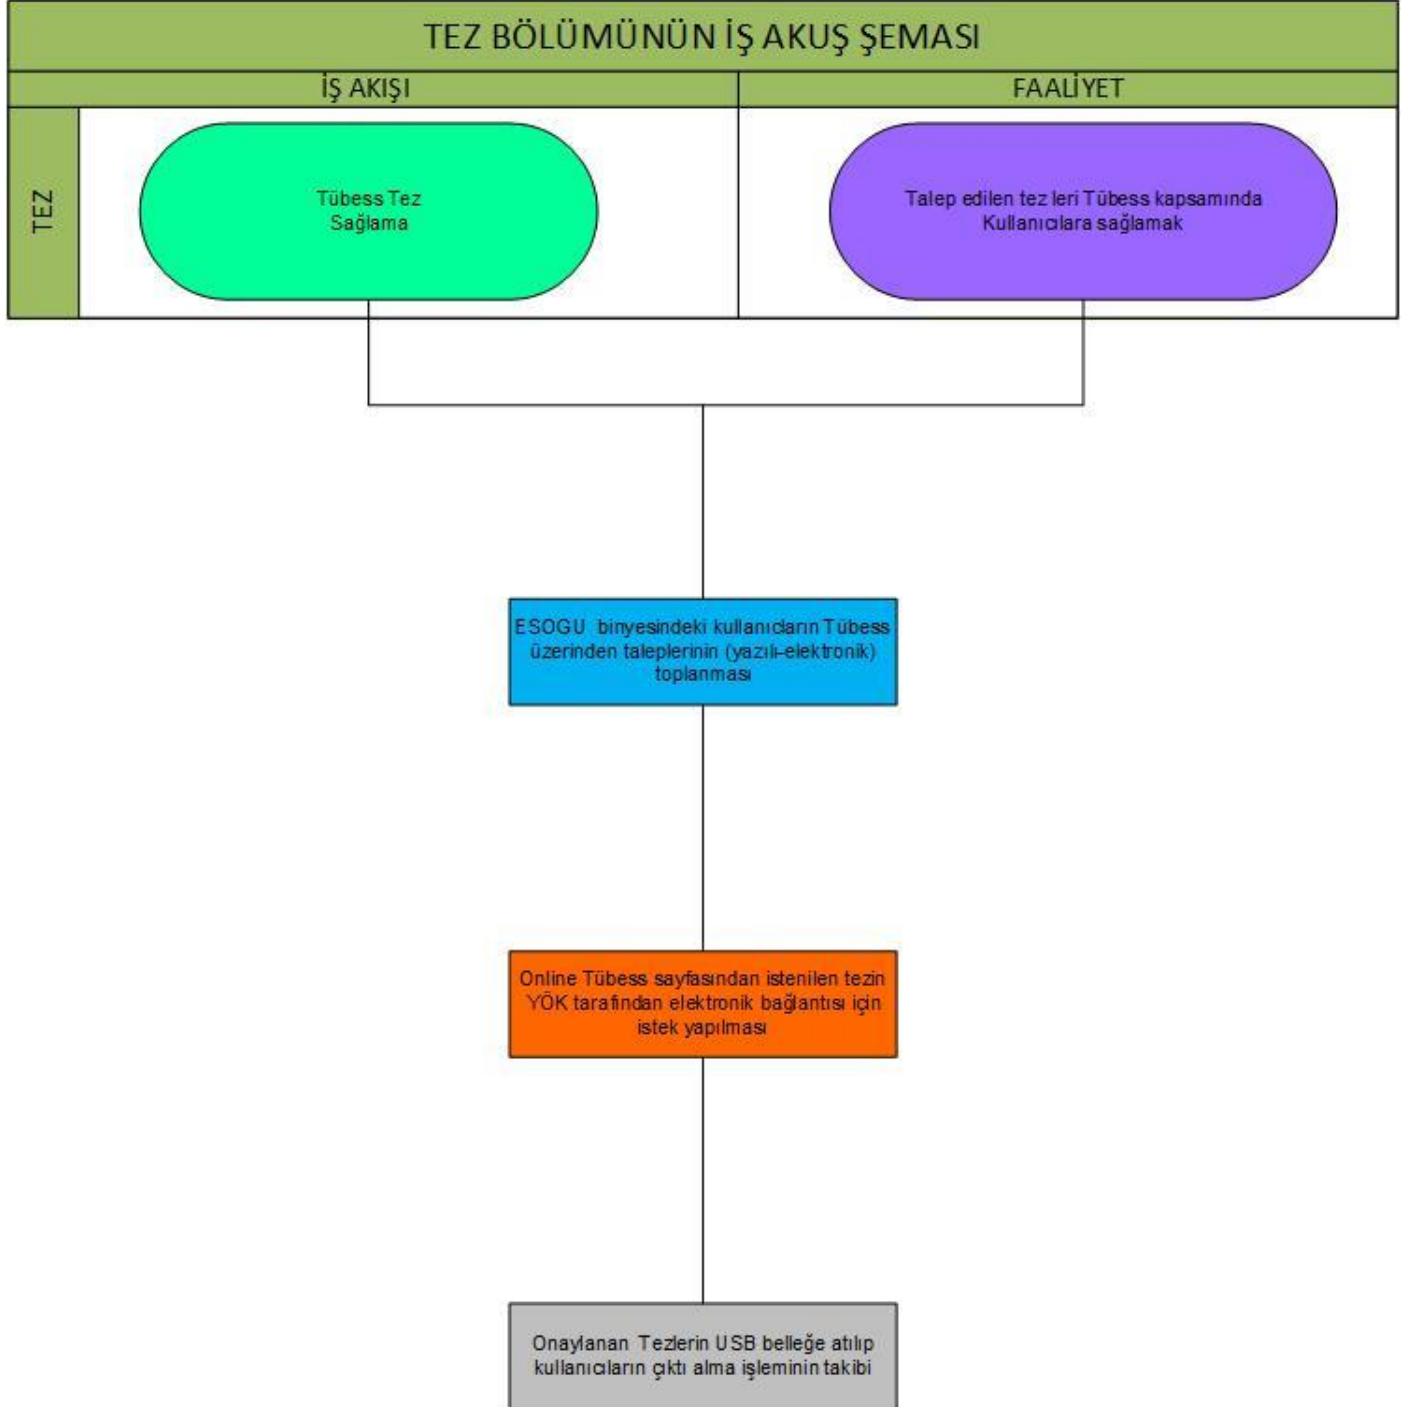 TEZ BÖLÜMÜNÜN İŞ AKUŞ ŞEMASI
İŞ AKIŞI
FAALİYET
TEZ
Tübess Tez
Sağlama
Talep edilen tez leri Tübess kapsamında
Kullanıcılara sağlamak
ESOGU binyesindeki kullanıcların Tübess
üzerinden taleplerinin (yazılı-elektronik)
toplanması
Online Tübess sayfasından istenilen tezin
YÖK tarafından elektronik bağlantısı için
istek yapılması
Onaylanan Tezlerin USB belleğe atılıp
kullanıcıların çıktı alma işleminin takibi